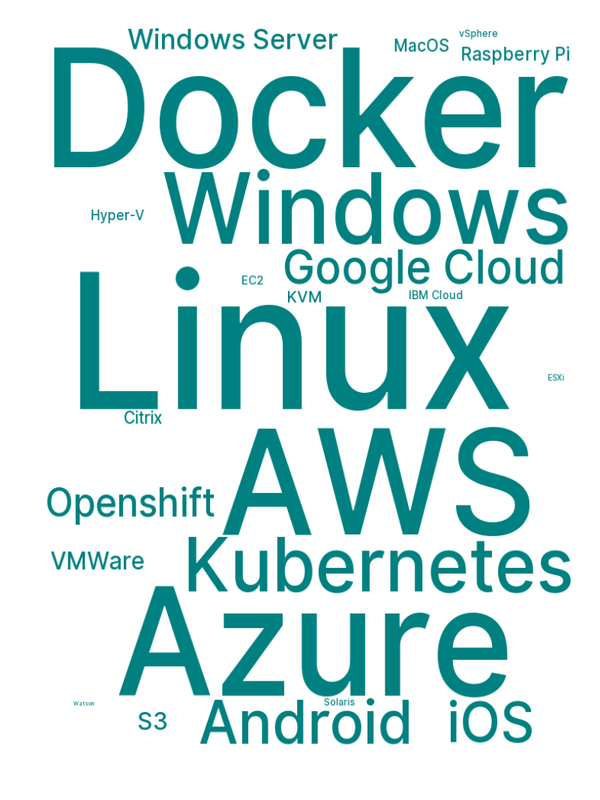 Windows Server
MacOS
vSphere
Raspberry Pi
Docker
Windows
Hyper-V
Google Cloud
EC2
KVM
IBM Cloud
Linux
ESXi
Citrix
AWS
Openshift
Kubernetes
VMWare
Azure
Watson
Solaris
S3
Android
iOS